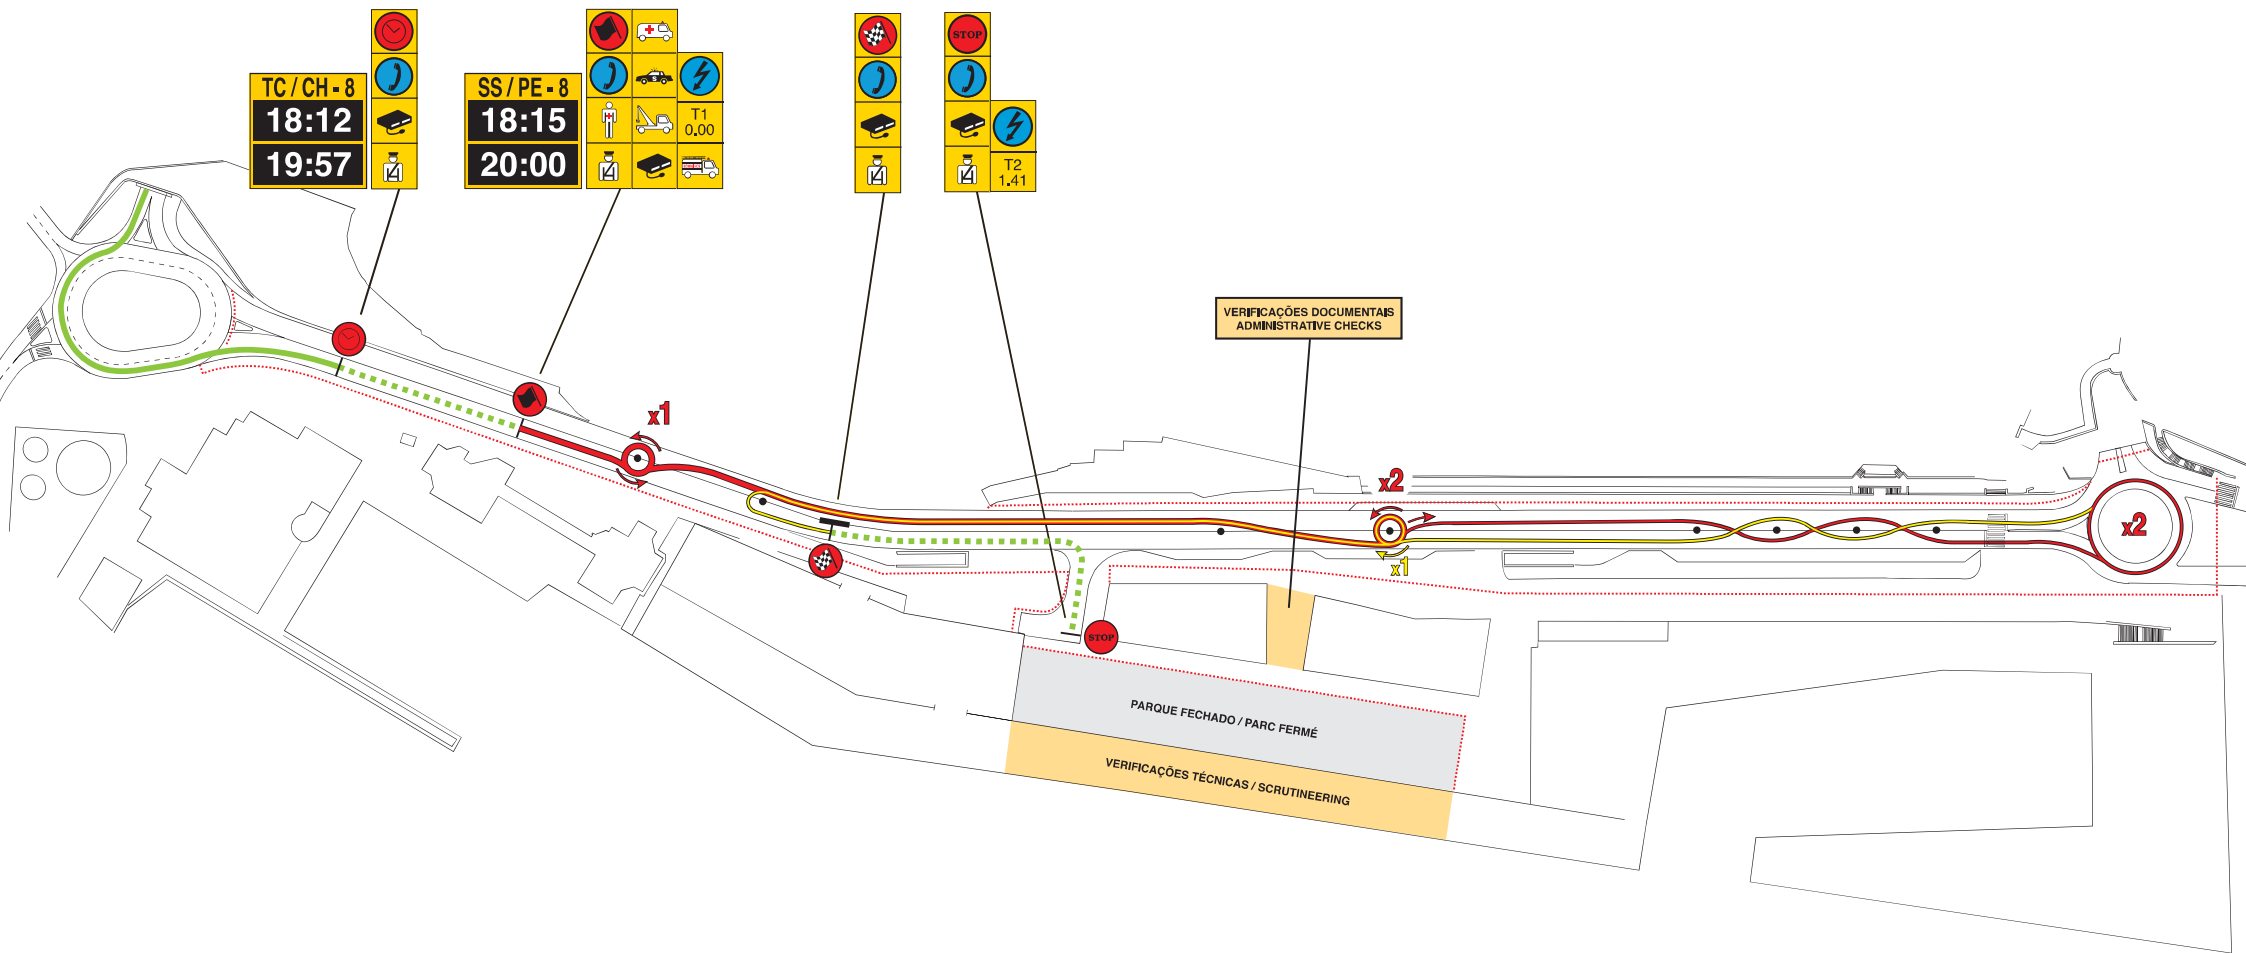 TC / CH - 8
18:12
19:57
SS / PE - 8
18:15
20:00
T1
0.00
STOP
T2
1.41
VERIFICAÇÕES DOCUMENTAIS
ADMINISTRATIVE CHECKS
x1
x2
x2
x1
STOP
PARQUE FECHADO / PARC FERMÉ
VERIFICAÇÕES TÉCNICAS / SCRUTINEERING